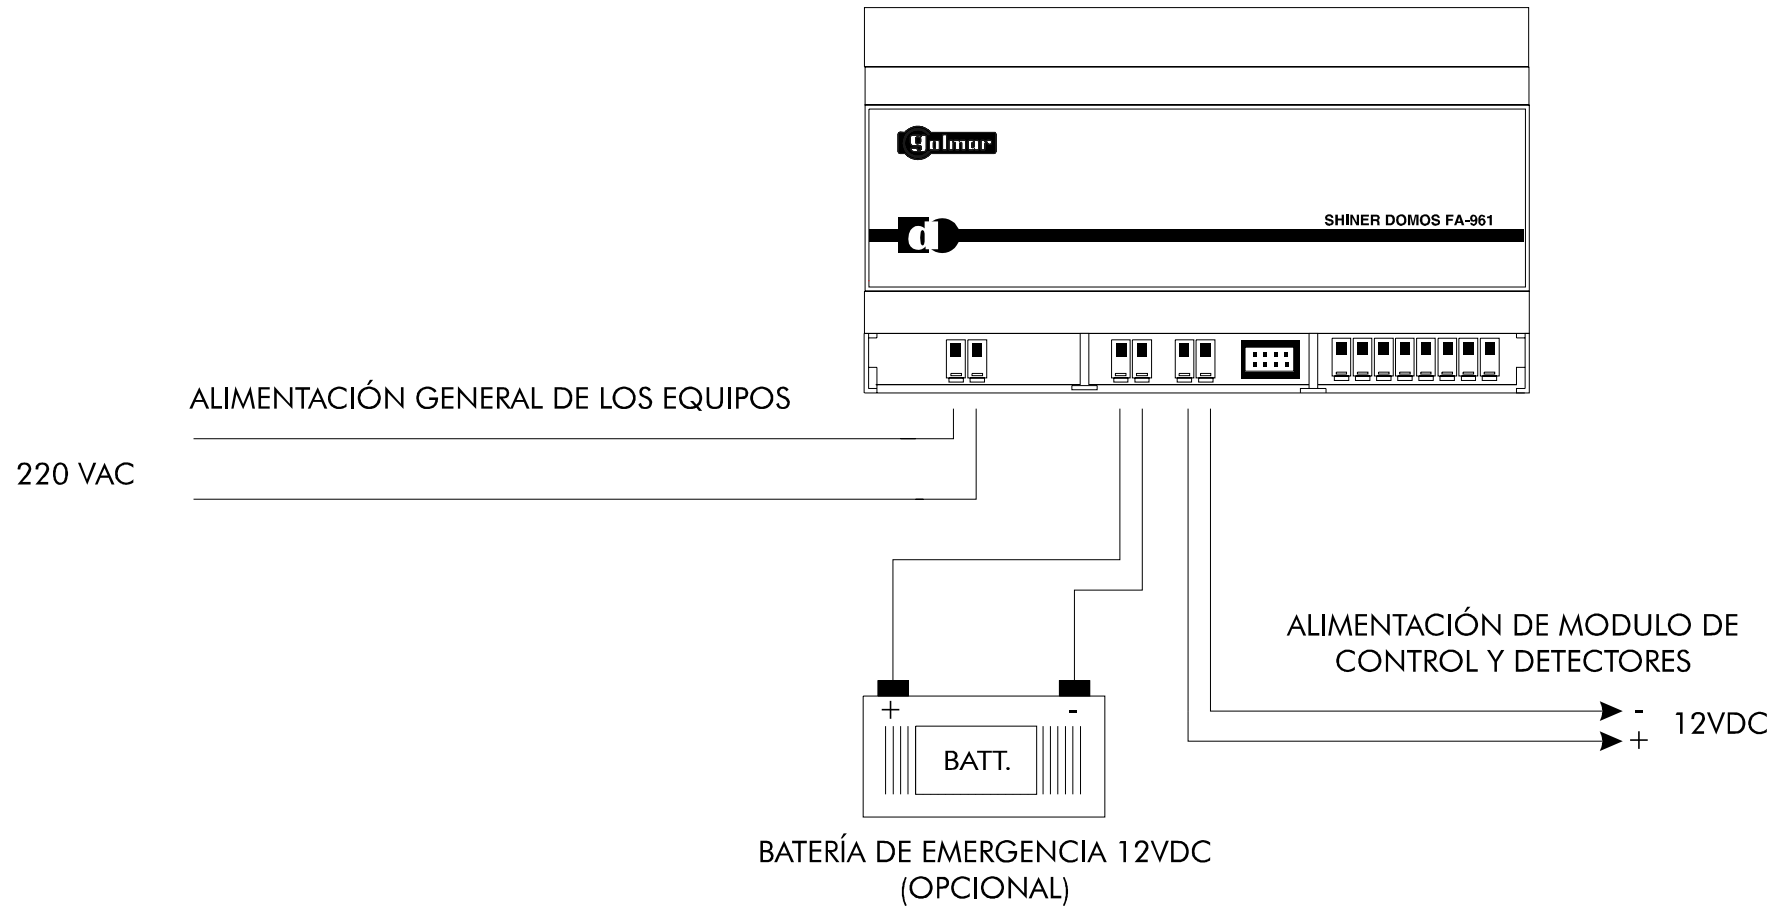 golmar
d
SHINER DOMOS FA-961
ALIMENTACIÓN GENERAL DE LOS EQUIPOS
220 VAC
ALIMENTACIÓN DE MODULO DE
CONTROL Y DETECTORES
+ -
- 12VDC
+
BATT.
BATERÍA DE EMERGENCIA 12VDC
(OPCIONAL)